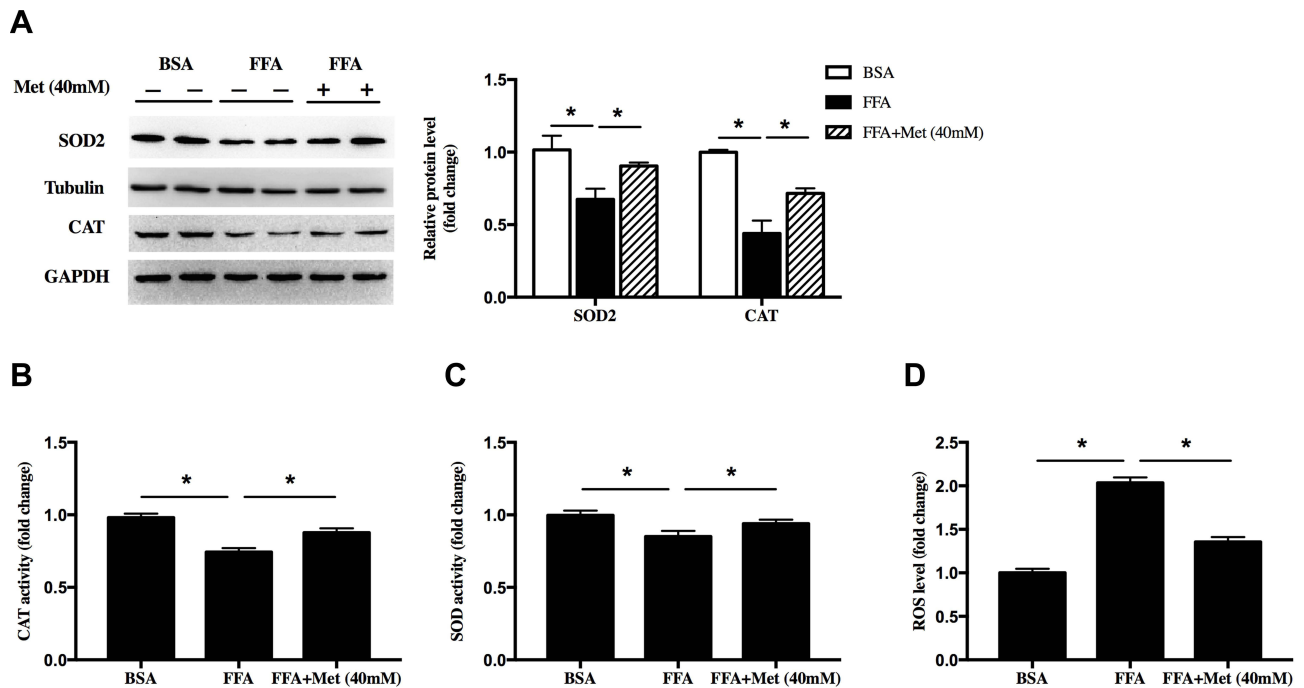 A
BSA FFA FFA
Met (40mM) − − − − + +
SOD2
Tubulin
CAT
GAPDH
Relative protein level
(fold change)
1.5
1.0
0.5
0.0
* * * *
SOD2 CAT
BSA
FFA
FFA+Met (40mM)
B
CAT activity (fold change)
1.5
1.0
0.5
0.0
* *
BSA FFA FFA+Met (40mM)
C
SOD activity (fold change)
1.5
1.0
0.5
0.0
* *
BSA FFA FFA+Met (40mM)
D
ROS level (fold change)
2.5
2.0
1.5
1.0
0.5
0.0
* *
BSA FFA FFA+Met (40mM)